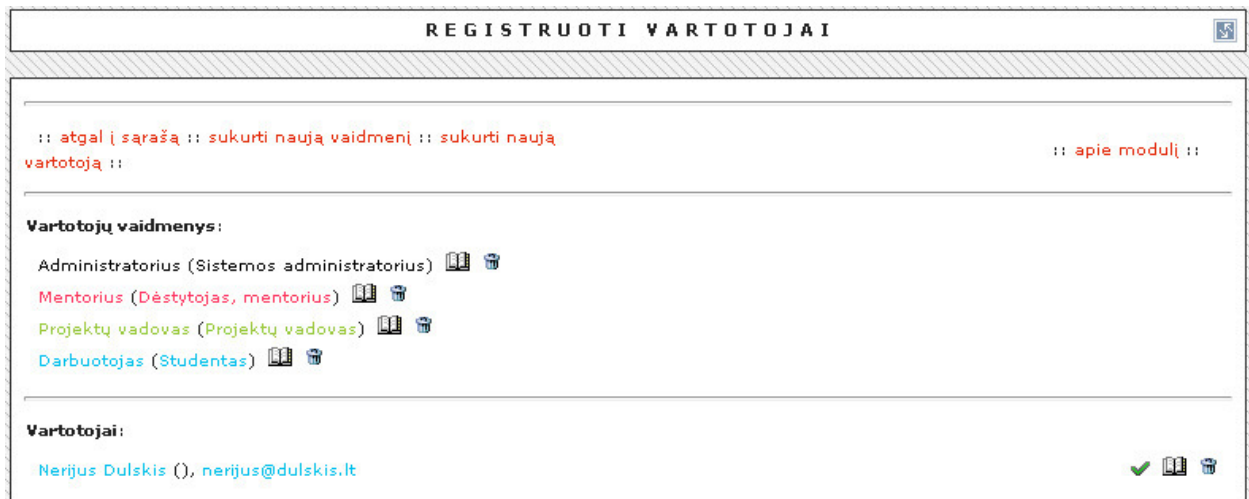 REGISTRUOTI VARTOTOJAI
:: atgal į sąrašą :: sukurti naują vaidmenį :: sukurti naują
vartotoją ::
:: apie modulį ::
Vartotojų vaidmenys:
Administratorius (Sistemos administratorius)
Mentorius (Dėstytojas, mentorius)
Projektų vadovas (Projektų vadovas)
Darbuotojas (Studentas)
Vartotojai:
Nerijus Dulskis (), nerijus@dulskis.lt